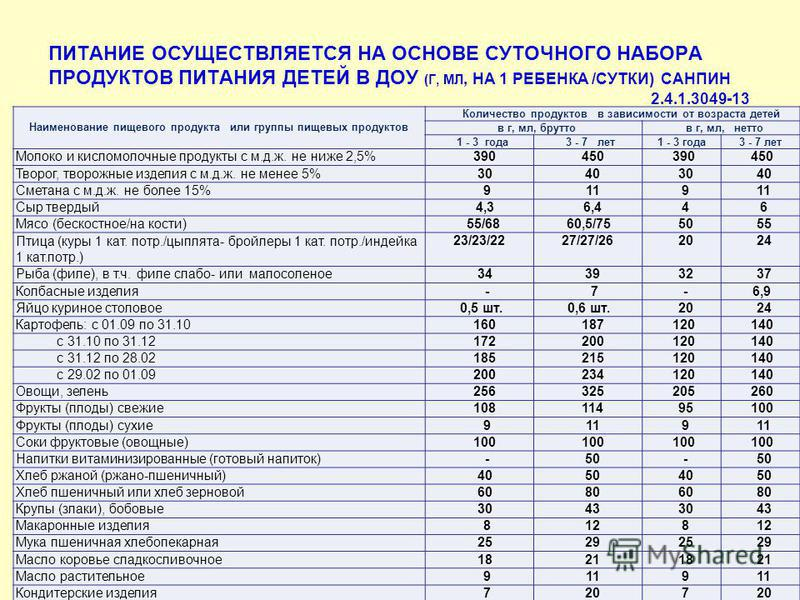 ПИТАНИЕ ОСУЩЕСТВЛЯЕТСЯ НА ОСНОВЕ СУТОЧНОГО НАБОРА
ПРОДУКТОВ ПИТАНИЯ ДЕТЕЙ В ДОУ (Г, МЛ, НА 1 РЕБЕНКА /СУТКИ) САНПИН
2.4.1.3049-13
Наименование пищевого продукта или группы пищевых продуктов
Количество продуктов в зависимости от возраста детей
в г, мл, брутто в г, мл, нетто
1 - 3 года 3 - 7 лет 1 - 3 года 3 - 7 лет
Молоко и кисломолочные продукты с м.д.ж. не ниже 2,5% 390 450 390 450
Творог, творожные изделия с м.д.ж. не менее 5% 30 40 30 40
Сметана с м.д.ж. не более 15% 9 11 9 11
Сыр твердый 4,3 6,4 4 6
Мясо (бескостное/на кости) 55/68 60,5/75 50 55
Птица (куры 1 кат. потр./цыплята- бройлеры 1 кат. потр./индейка 23/23/22 27/27/26 20 24
1 кат.потр.)
Рыба (филе), в т.ч. филе слабо- или малосоленое 34 39 32 37
Колбасные изделия - 7 - 6,9
Яйцо куриное столовое 0,5 шт. 0,6 шт. 20 24
Картофель: с 01.09 по 31.10 160 187 120 140
с 31.10 по 31.12 172 200 120 140
с 31.12 по 28.02 185 215 120 140
с 29.02 по 01.09 200 234 120 140
Овощи, зелень 256 325 205 260
Фрукты (плоды) свежие 108 114 95 100
Фрукты (плоды) сухие 9 11 9 11
Соки фруктовые (овощные) 100 100 100 100
Напитки витаминизированные (готовый напиток) - 50 - 50
Хлеб ржаной (ржано-пшеничный) 40 50 40 50
Хлеб пшеничный или хлеб зерновой 60 80 60 80
Крупы (злаки), бобовые 30 43 30 43
Макаронные изделия 8 12 8 12
Мука пшеничная хлебопекарная 25 29 25 29
Масло коровье сладкосливочное 18 21 18 21
Масло растительное 9 11 9 11
Кондитерские изделия 7 20 7 20
MyShared